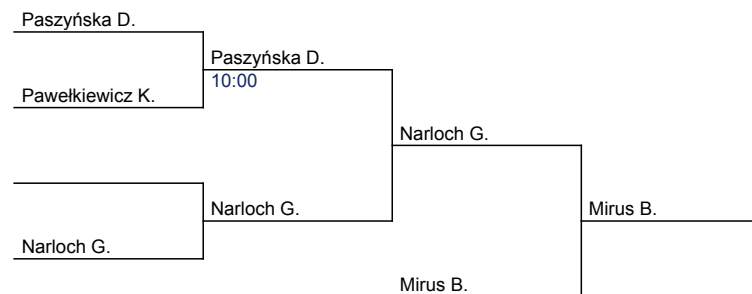 Paszyńska D.
Paszyńska D.
10:00
Pawełkiewicz K.
Narloch G.
Narloch G.
Mirus B.
Narloch G.
Mirus B.